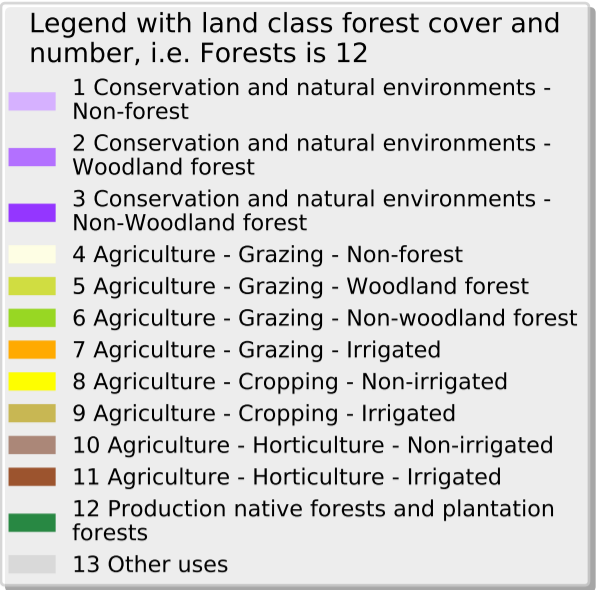 Legend with land class forest cover and
number, i.e. Forests is 12
1 Conservation and natural environments -
Non-forest
2 Conservation and natural environments -
Woodland forest
3 Conservation and natural environments -
Non-Woodland forest
4 Agriculture - Grazing - Non-forest
5 Agriculture - Grazing - Woodland forest
6 Agriculture - Grazing - Non-woodland forest
7 Agriculture - Grazing - Irrigated
8 Agriculture - Cropping - Non-irrigated
9 Agriculture - Cropping - Irrigated
10 Agriculture - Horticulture - Non-irrigated
11 Agriculture - Horticulture - Irrigated
12 Production native forests and plantation
forests
13 Other uses